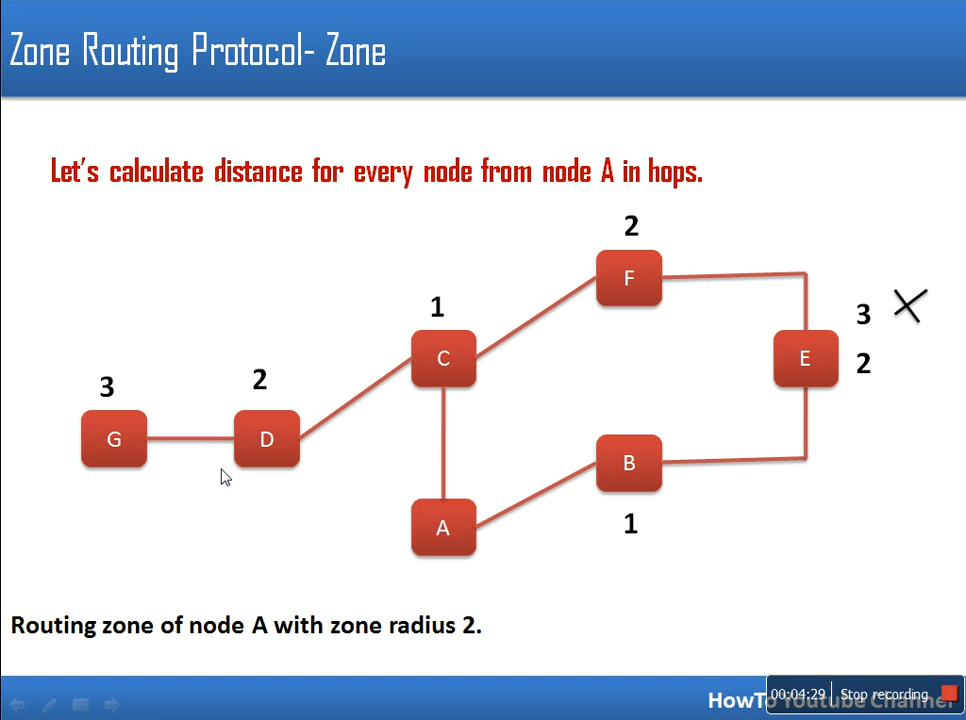 Zone Routing Protocol- Zone
Let's calculate distance for every node from node A in hops.
2
F
1
C
3
E
2
3
G
2
D
B
1
A
Routing zone of node A with zone radius 2.
HowTo Youtube Channel
00:04:29 Stop recording